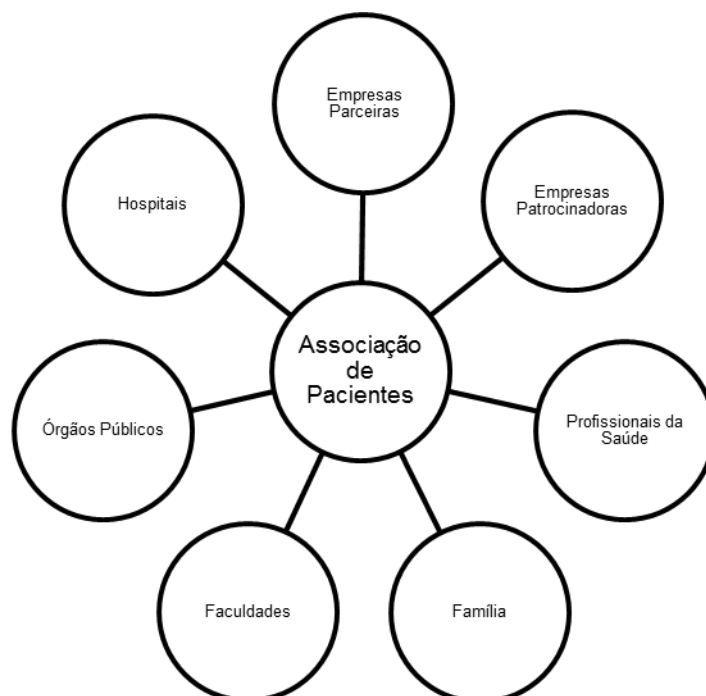 Empresas
Parceiras
Empresas
Patrocinadoras
Hospitais
Associação
de
Pacientes
Órgãos Públicos
Profissionais da
Saúde
Faculdades
Família